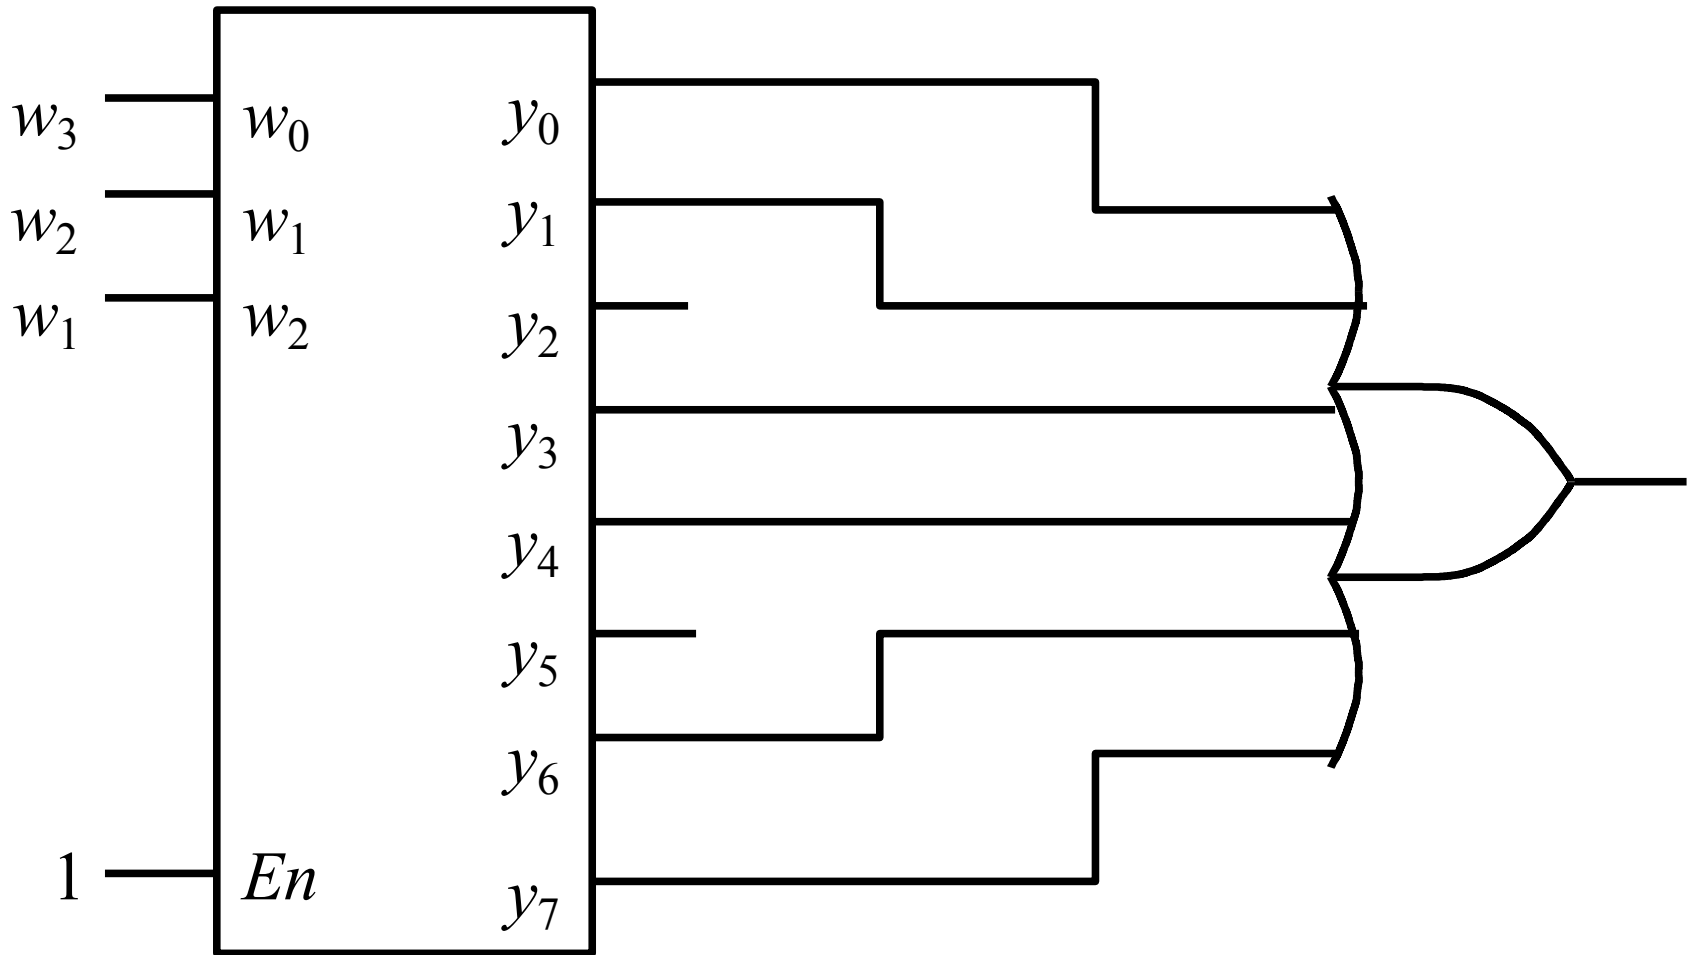 w₃ w₀ y₀
w₂ w₁ y₁
w₁ w₂ y₂
y₃
y₄
y₅
y₆
1 En y₇